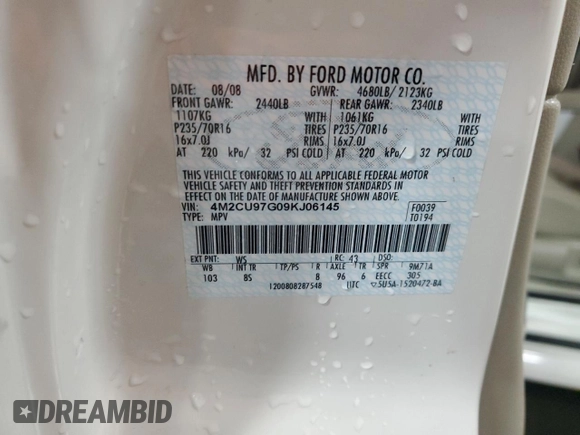 MFD. BY FORD MOTOR CO.
DATE: 08/08 GVWR: 4680LB/ 2123KG
FRONT GAWR: 2440LB REAR GAWR: 2340LB
1107KG WITH 1061KG WITH
P235/70R16 TIRES P235/70R16 TIRES
16x7.0J RIMS 16x7.0J RIMS
AT 220 kPa/ 32 PSI COLD AT 220 kPa/ 32 PSI COLD
THIS VEHICLE CONFORMS TO ALL APPLICABLE FEDERAL MOTOR
VEHICLE SAFETY AND THEFT PREVENTION STANDARDS IN
EFFECT ON THE DATE OF MANUFACTURE SHOWN ABOVE.
VIN: 4M2CU97G09KJ06145 F0039
TYPE: MPV T0194
EXT PNT: WS RC: 43 DSO:
WB INT TR TP/PS R AXLE TR SPR 9M71A
103 85 8 96 6 EECC 305
1200808287548 UTC 5U5A-1520472-BA
DREAMBID